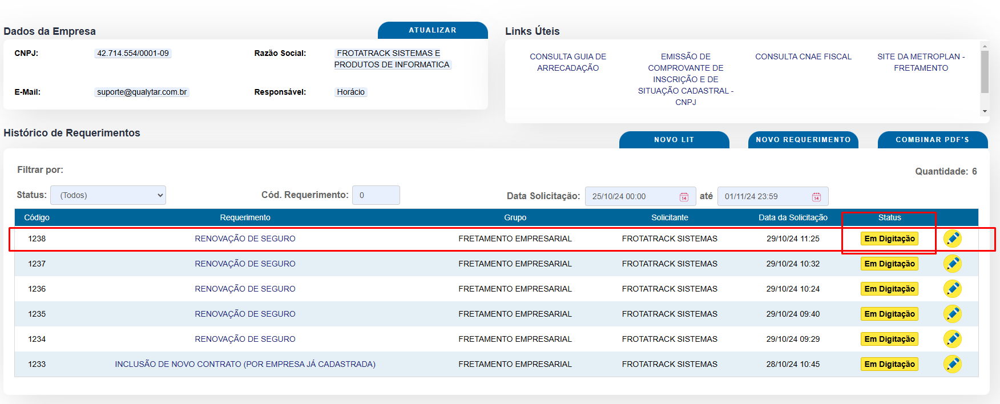 Dados da Empresa
ATUALIZAR
CNPJ:
42.714.554/0001-09
Razão Social:
FROTATRACK SISTEMAS E
PRODUTOS DE INFORMATICA
E-Mail:
suporte@qualytar.com.br
Responsável:
Horácio
Links Úteis
CONSULTA GUIA DE
ARRECADAÇÃO
EMISSÃO DE
COMPROVANTE DE
INSCRIÇÃO E DE
SITUAÇÃO CADASTRAL -
CNPJ
CONSULTA CNAE FISCAL
SITE DA METROPLAN -
FRETAMENTO
Histórico de Requerimentos
NOVO LIT
NOVO REQUERIMENTO
COMBINAR PDF'S
Filtrar por:
Quantidade: 6
Status: (Todos)
Cód. Requerimento: 0
Data Solicitação: 25/10/24 00:00 14 até 01/11/24 23:59 14
Código Requerimento Grupo Solicitante Data da Solicitação Status
1238 RENOVAÇÃO DE SEGURO FRETAMENTO EMPRESARIAL FROTATRACK SISTEMAS 29/10/24 11:25 Em Digitação
1237 RENOVAÇÃO DE SEGURO FRETAMENTO EMPRESARIAL FROTATRACK SISTEMAS 29/10/24 10:32 Em Digitação
1236 RENOVAÇÃO DE SEGURO FRETAMENTO EMPRESARIAL FROTATRACK SISTEMAS 29/10/24 10:24 Em Digitação
1235 RENOVAÇÃO DE SEGURO FRETAMENTO EMPRESARIAL FROTATRACK SISTEMAS 29/10/24 09:40 Em Digitação
1234 RENOVAÇÃO DE SEGURO FRETAMENTO EMPRESARIAL FROTATRACK SISTEMAS 29/10/24 09:29 Em Digitação
1233 INCLUSÃO DE NOVO CONTRATO (POR EMPRESA JÁ CADASTRADA) FRETAMENTO EMPRESARIAL FROTATRACK SISTEMAS 28/10/24 10:45 Em Digitação